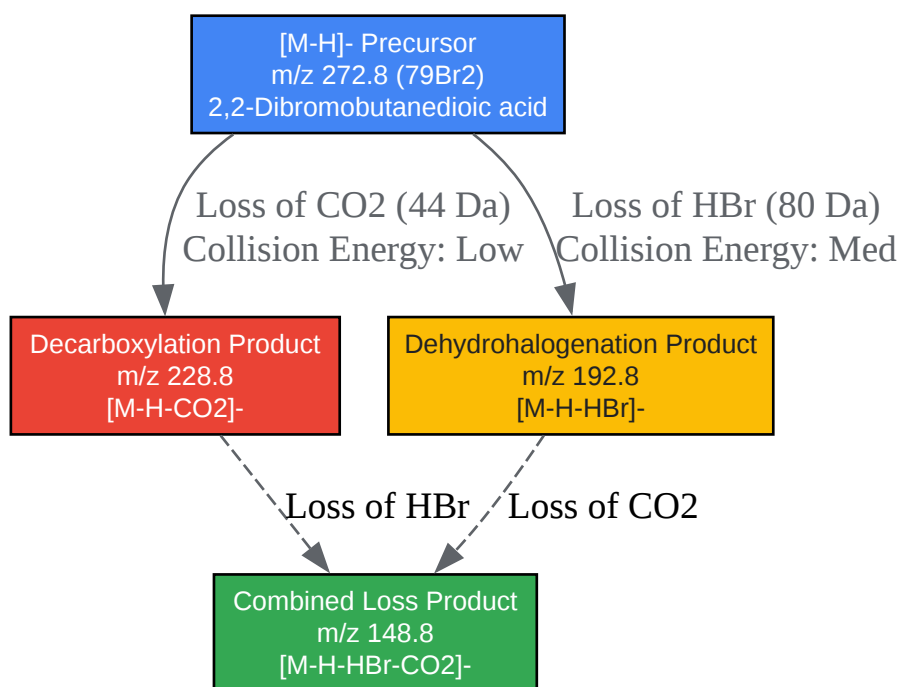 [M-H]- Precursor
m/z 272.8 (79Br2)
2,2-Dibromobutanedioic acid
Loss of CO2 (44 Da)
Collision Energy: Low
Loss of HBr (80 Da)
Collision Energy: Med
Decarboxylation Product
m/z 228.8
[M-H-CO2]-
Dehydrohalogenation Product
m/z 192.8
[M-H-HBr]-
Loss of HBr
Loss of CO2
Combined Loss Product
m/z 148.8
[M-H-HBr-CO2]-